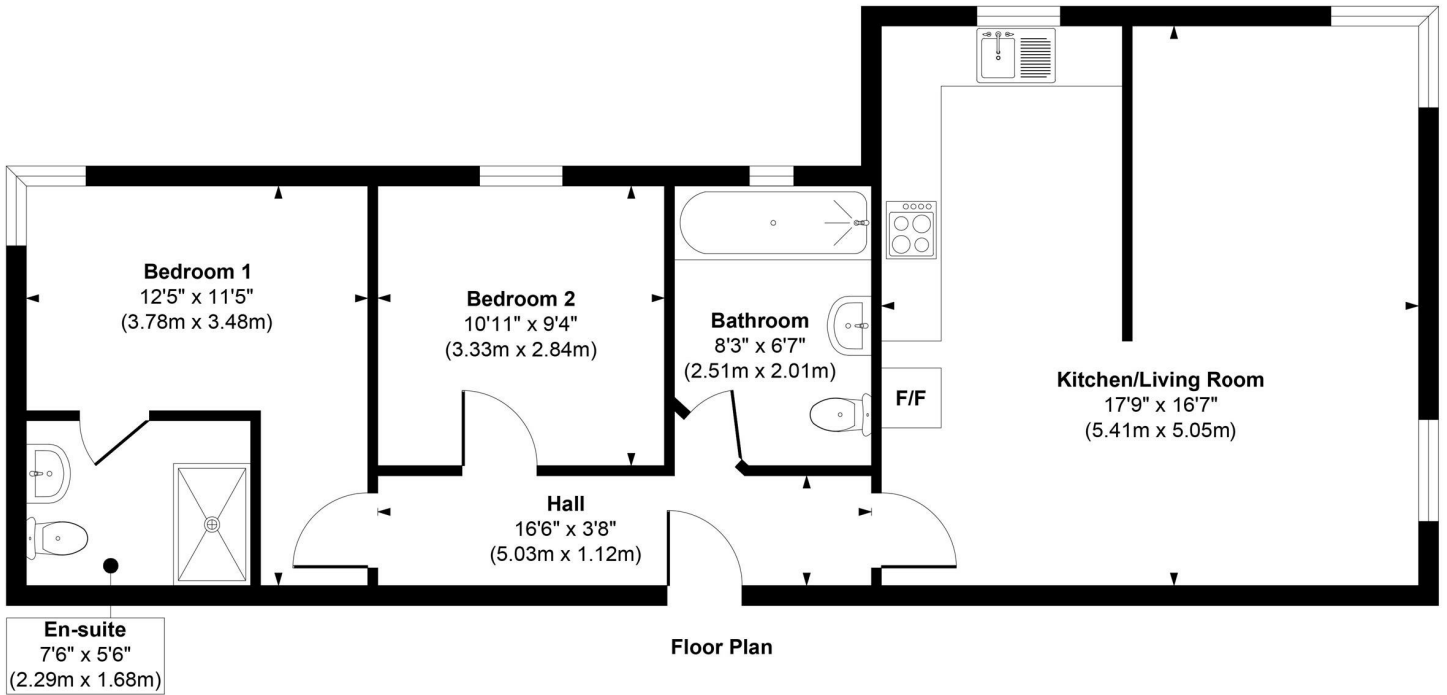 Bedroom 1
12'5" x 11'5"
(3.78m x 3.48m)
Bedroom 2
10'11" x 9'4"
(3.33m x 2.84m)
Bathroom
8'3" x 6'7"
(2.51m x 2.01m)
Kitchen/Living Room
17'9" x 16'7"
(5.41m x 5.05m)
F/F
Hall
16'6" x 3'8"
(5.03m x 1.12m)
En-suite
7'6" x 5'6"
(2.29m x 1.68m)
Floor Plan